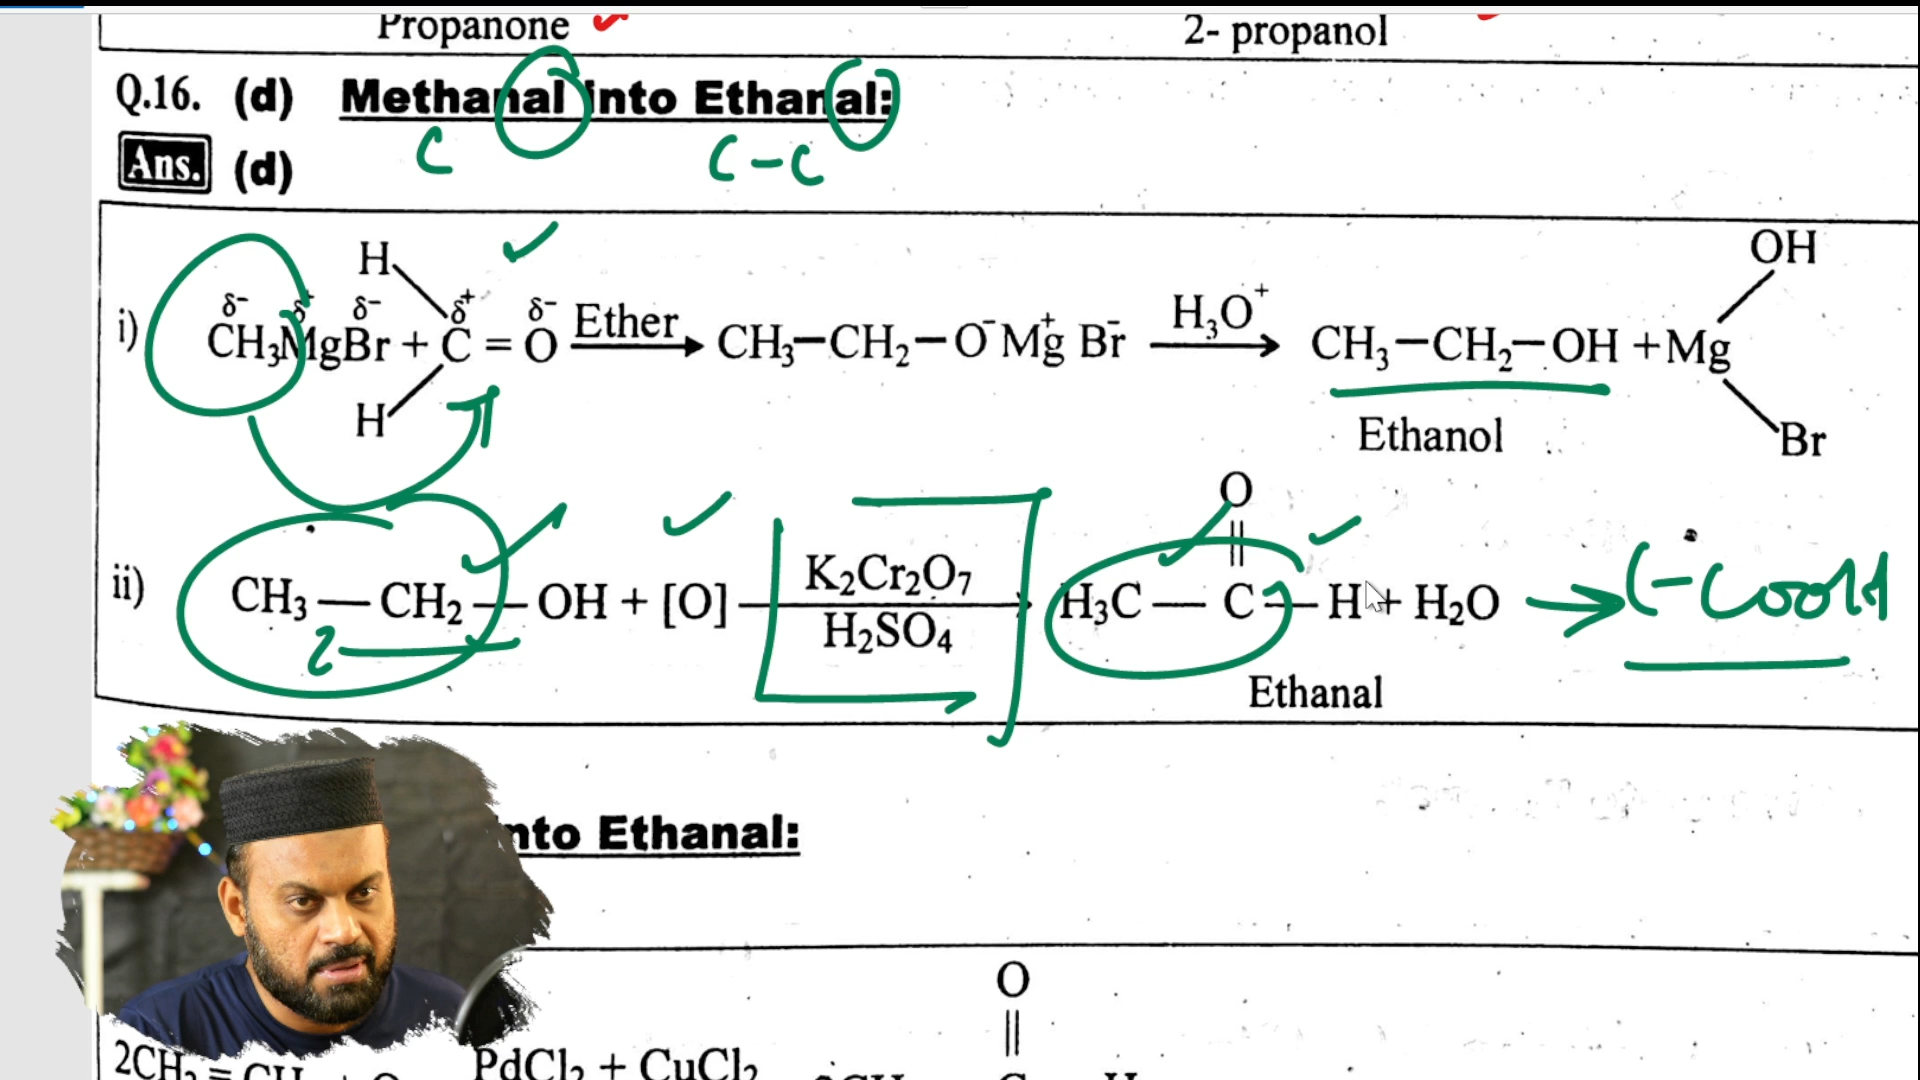 Propanone 2- propanol
Q.16. (d) Methanal into Ethanal:
C C-C
Ans. (d)
OH
H
δ⁻ δ⁺ δ⁻ δ⁺ δ⁻
i) CH₃MgBr + C = O Ether CH₃–CH₂–O⁻Mg⁺Br⁻ H₃O⁺ CH₃–CH₂–OH + Mg
H
Ethanol Br
O
ii) CH₃—CH₂—OH + [O] K₂Cr₂O₇ H₃C—C—H + H₂O → C-COOH
2 H₂SO₄
Ethanal
into Ethanal:
O
PdCl₂ + CuCl₂